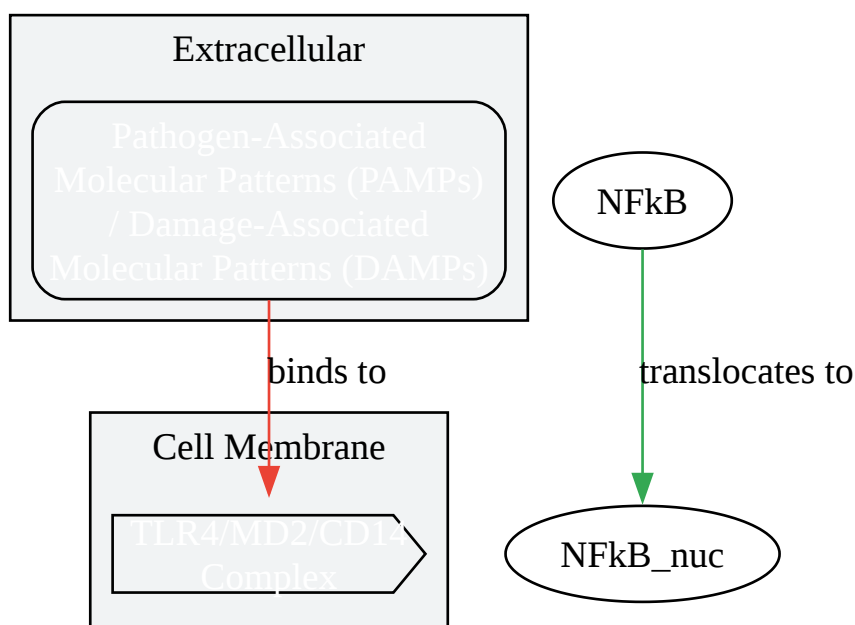 Extracellular
Pathogen-Associated
Molecular Patterns (PAMPs)
/ Damage-Associated
Molecular Patterns (DAMPs)
NFkB
binds to
translocates to
Cell Membrane
TLR4/MD2/CD14
Complex
NFkB_nuc